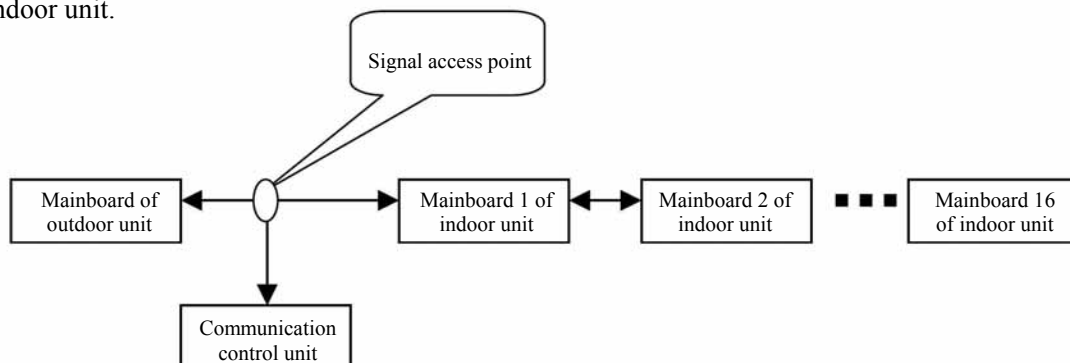 indoor unit.
Signal access point
Mainboard of
outdoor unit
Mainboard 1 of
indoor unit
Mainboard 2 of
indoor unit
Mainboard 16
of indoor unit
Communication
control unit